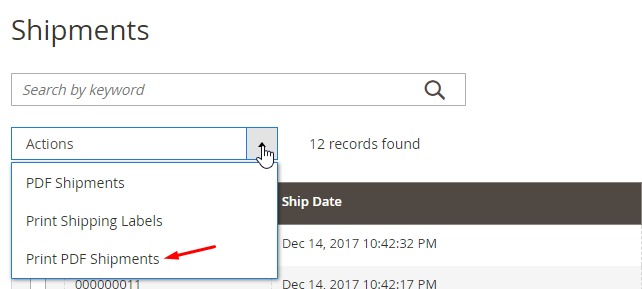 Shipments
Search by keyword
Actions
12 records found
PDF Shipments
Print Shipping Labels
Print PDF Shipments
Ship Date
Dec 14, 2017 10:42:32 PM
000000011
Dec 14, 2017 10:42:17 PM